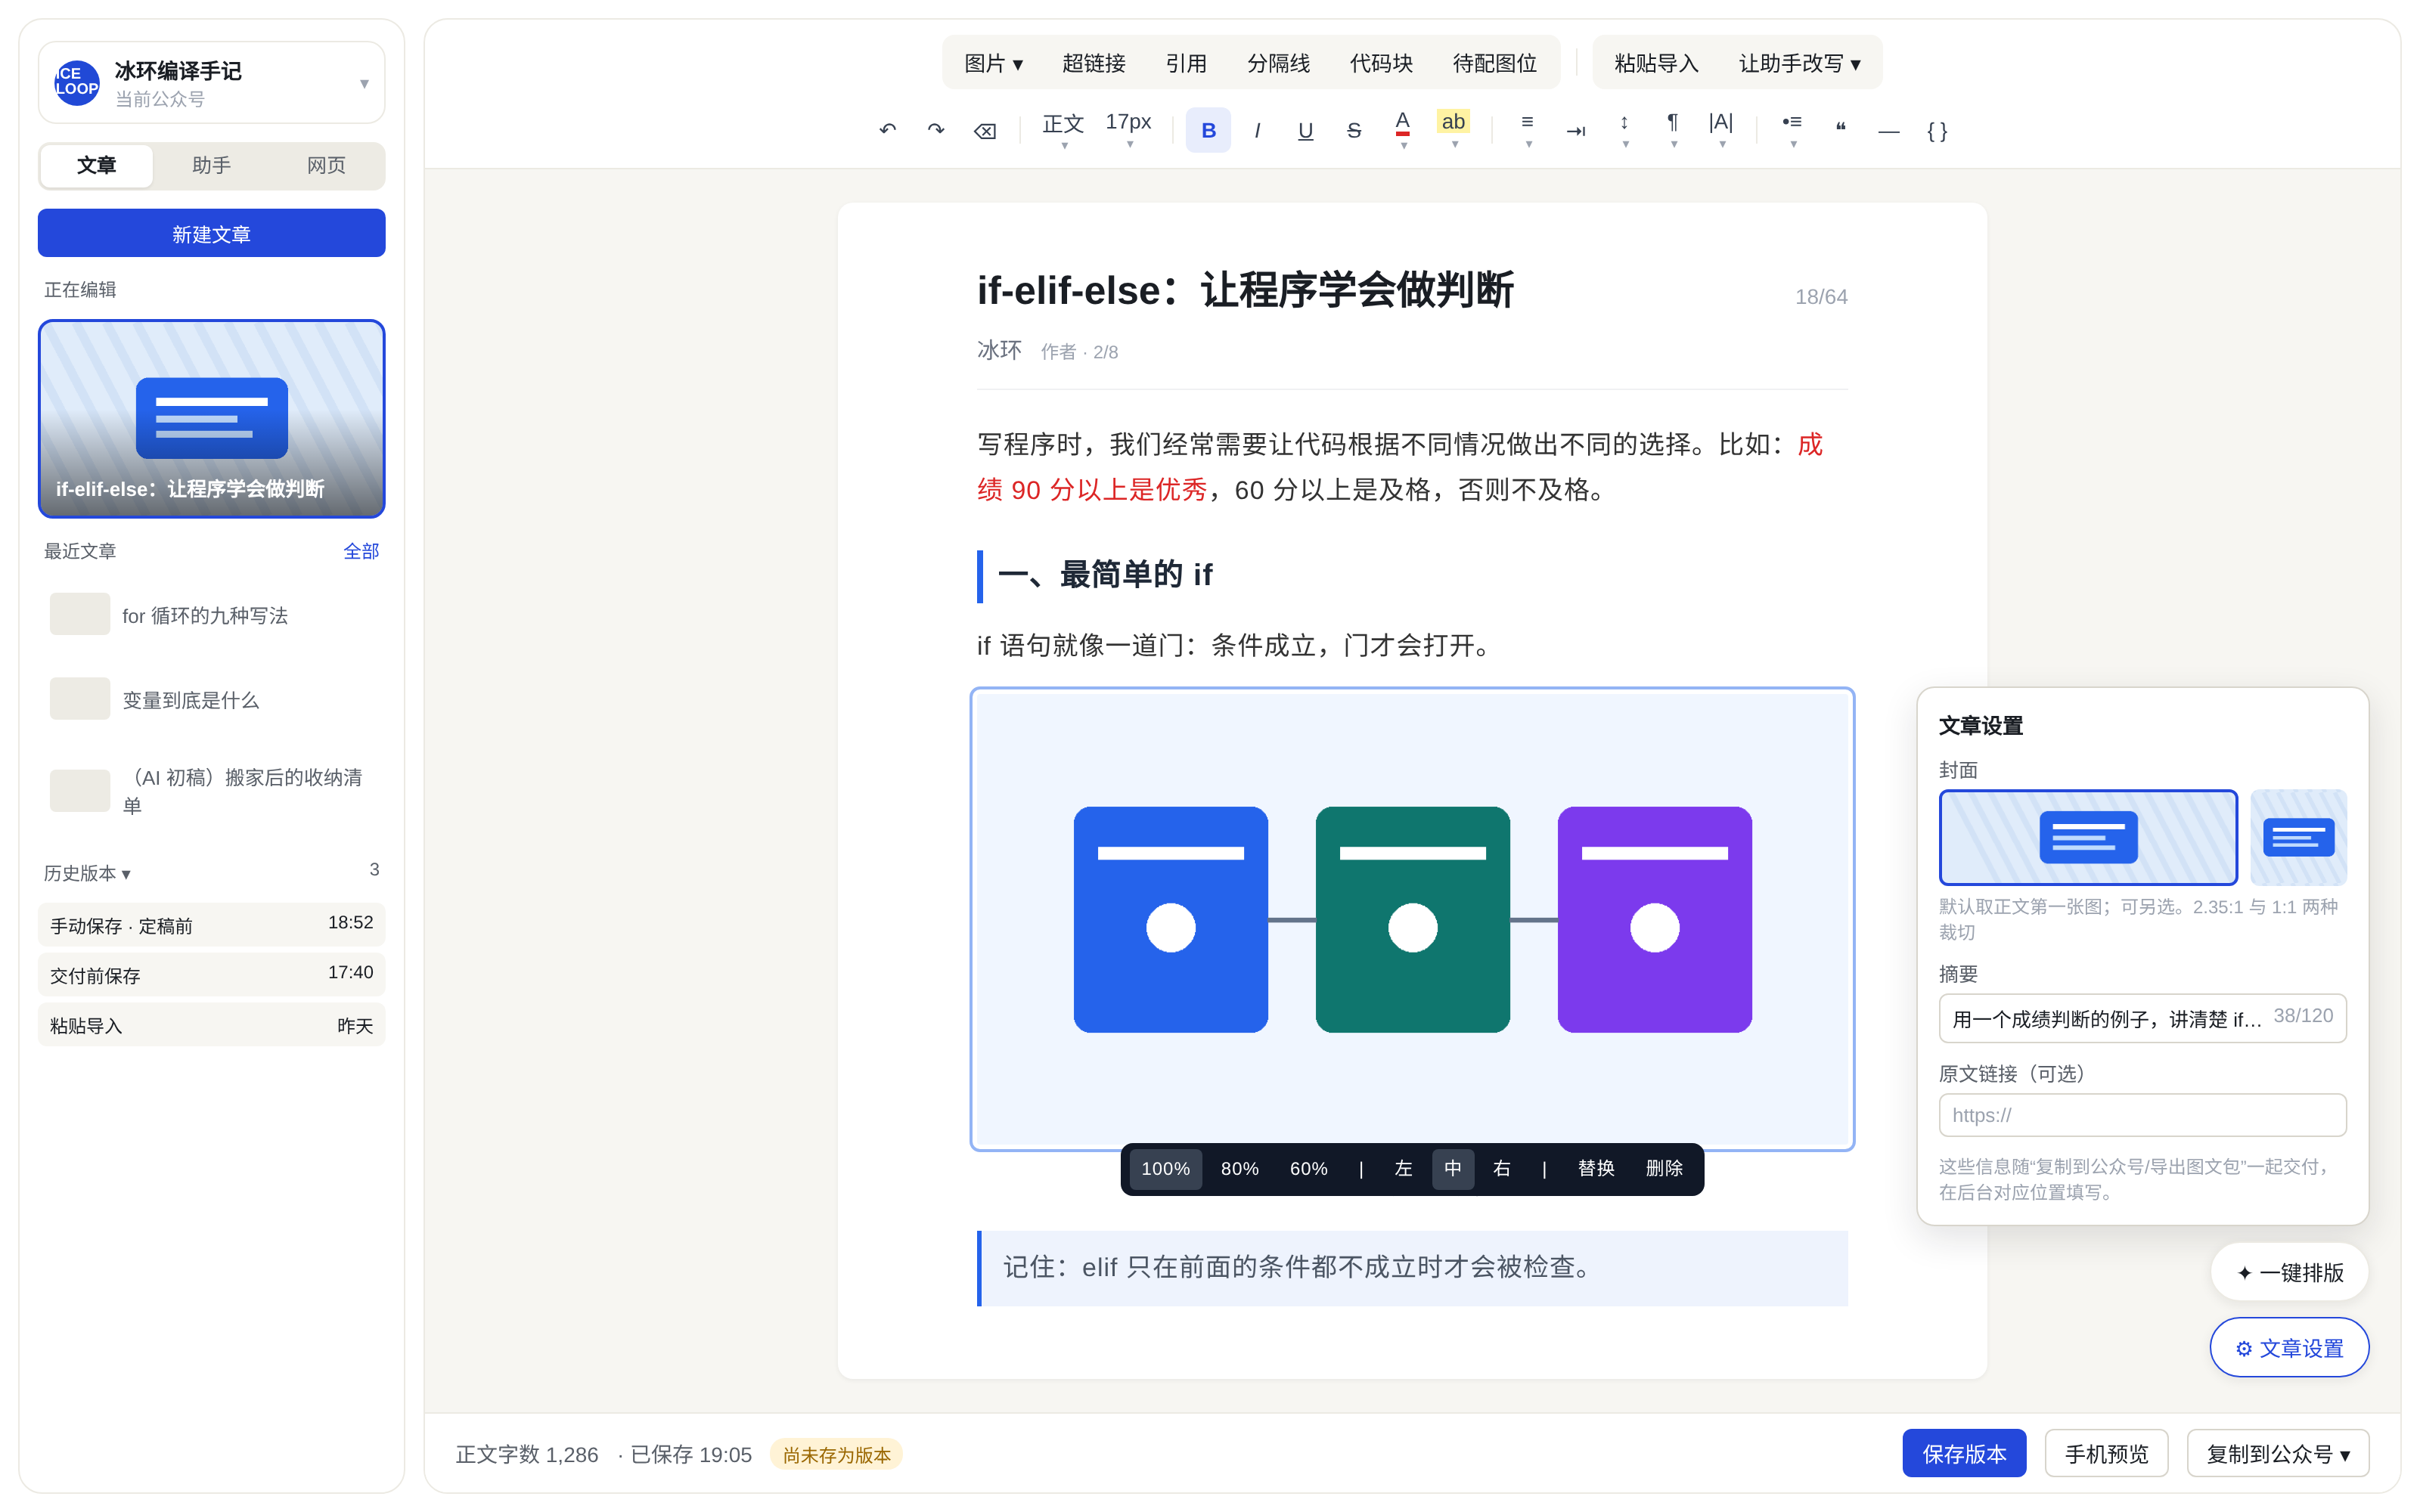 ICE
LOOP
冰环编译手记
当前公众号
▾
文章 助手 网页
新建文章
正在编辑
if-elif-else：让程序学会做判断
最近文章 全部
for 循环的九种写法
变量到底是什么
（AI 初稿）搬家后的收纳清
单
历史版本 ▾ 3
手动保存 · 定稿前 18:52
交付前保存 17:40
粘贴导入 昨天
图片 ▾ 超链接 引用 分隔线 代码块 待配图位 粘贴导入 让助手改写 ▾
↶ ↷ ⌫ 正文 ▾ 17px ▾ B I U S A ▾ ab ▾ ≡ ▾ ⇥ ↕ ▾ ¶ ▾ |A| ▾ •≡ ▾ ❝ — { }
if-elif-else：让程序学会做判断 18/64
冰环 作者 · 2/8
写程序时，我们经常需要让代码根据不同情况做出不同的选择。比如：成
绩 90 分以上是优秀，60 分以上是及格，否则不及格。
一、最简单的 if
if 语句就像一道门：条件成立，门才会打开。
100% 80% 60% | 左 中 右 | 替换 删除
记住：elif 只在前面的条件都不成立时才会被检查。
文章设置
封面
默认取正文第一张图；可另选。2.35:1 与 1:1 两种
裁切
摘要
用一个成绩判断的例子，讲清楚 if… 38/120
原文链接（可选）
https://
这些信息随“复制到公众号/导出图文包”一起交付，
在后台对应位置填写。
✦ 一键排版
⚙ 文章设置
正文字数 1,286 · 已保存 19:05 尚未存为版本
保存版本 手机预览 复制到公众号 ▾